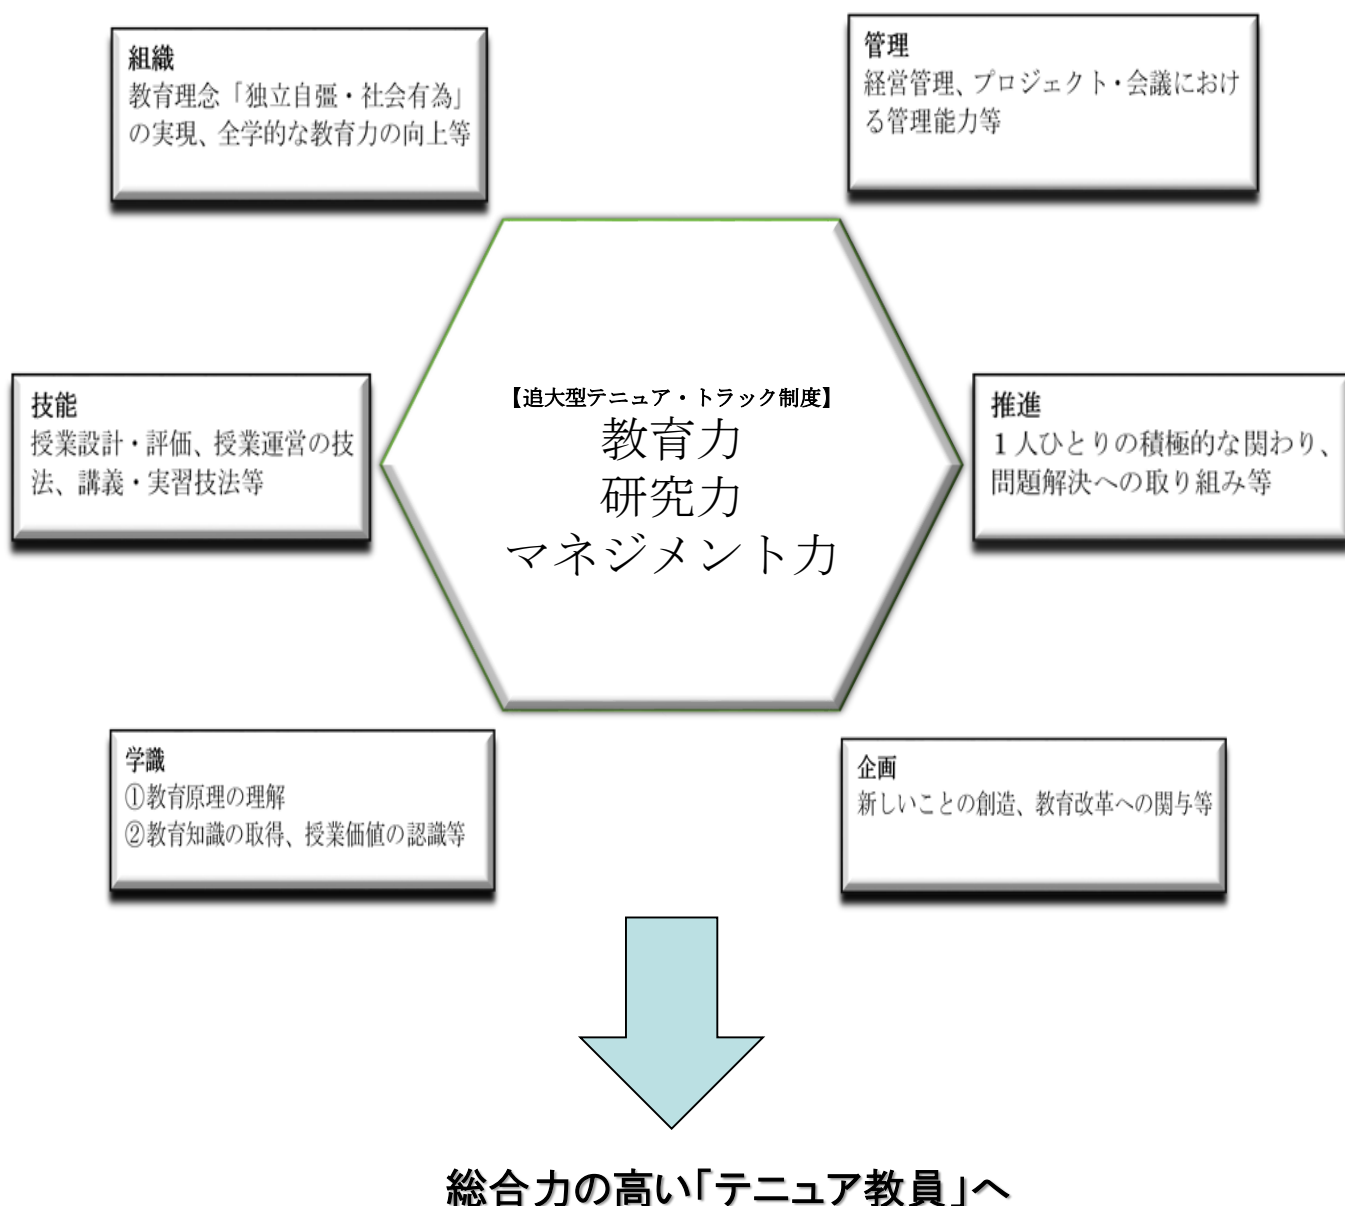 組織
教育理念「独立自彊・社会有為」
の実現、全学的な教育力の向上等
管理
経営管理、プロジェクト・会議におけ
る管理能力等
技能
授業設計・評価、授業運営の技
法、講義・実習技法等
【追大型テニュア・トラック制度】
教育力
研究力
マネジメント力
推進
1人ひとりの積極的な関わり、
問題解決への取り組み等
学識
①教育原理の理解
②教育知識の取得、授業価値の認識等
企画
新しいことの創造、教育改革への関与等
総合力の高い「テニュア教員」へ